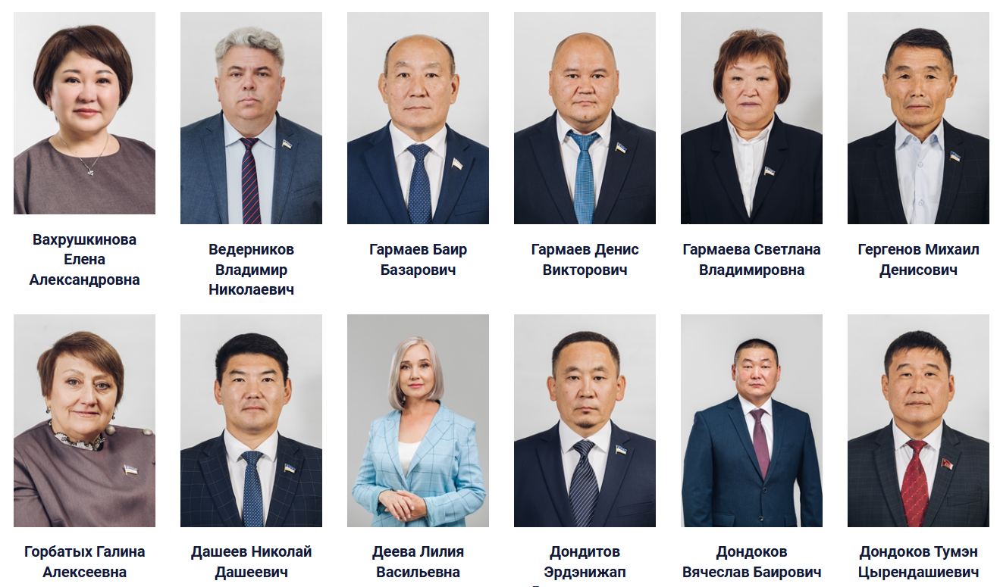 Вахрушкинова
Елена
Александровна
Ведерников
Владимир
Николаевич
Гармаев Баир
Базарович
Гармаев Денис
Викторович
Гармаева Светлана
Владимировна
Гергенов Михаил
Денисович
Горбатых Галина
Алексеевна
Дашеев Николай
Дашеевич
Деева Лилия
Васильевна
Дондитов
Эрдэнижап
Дондоков
Вячеслав Баирович
Дондоков Тумэн
Цырендашиевич